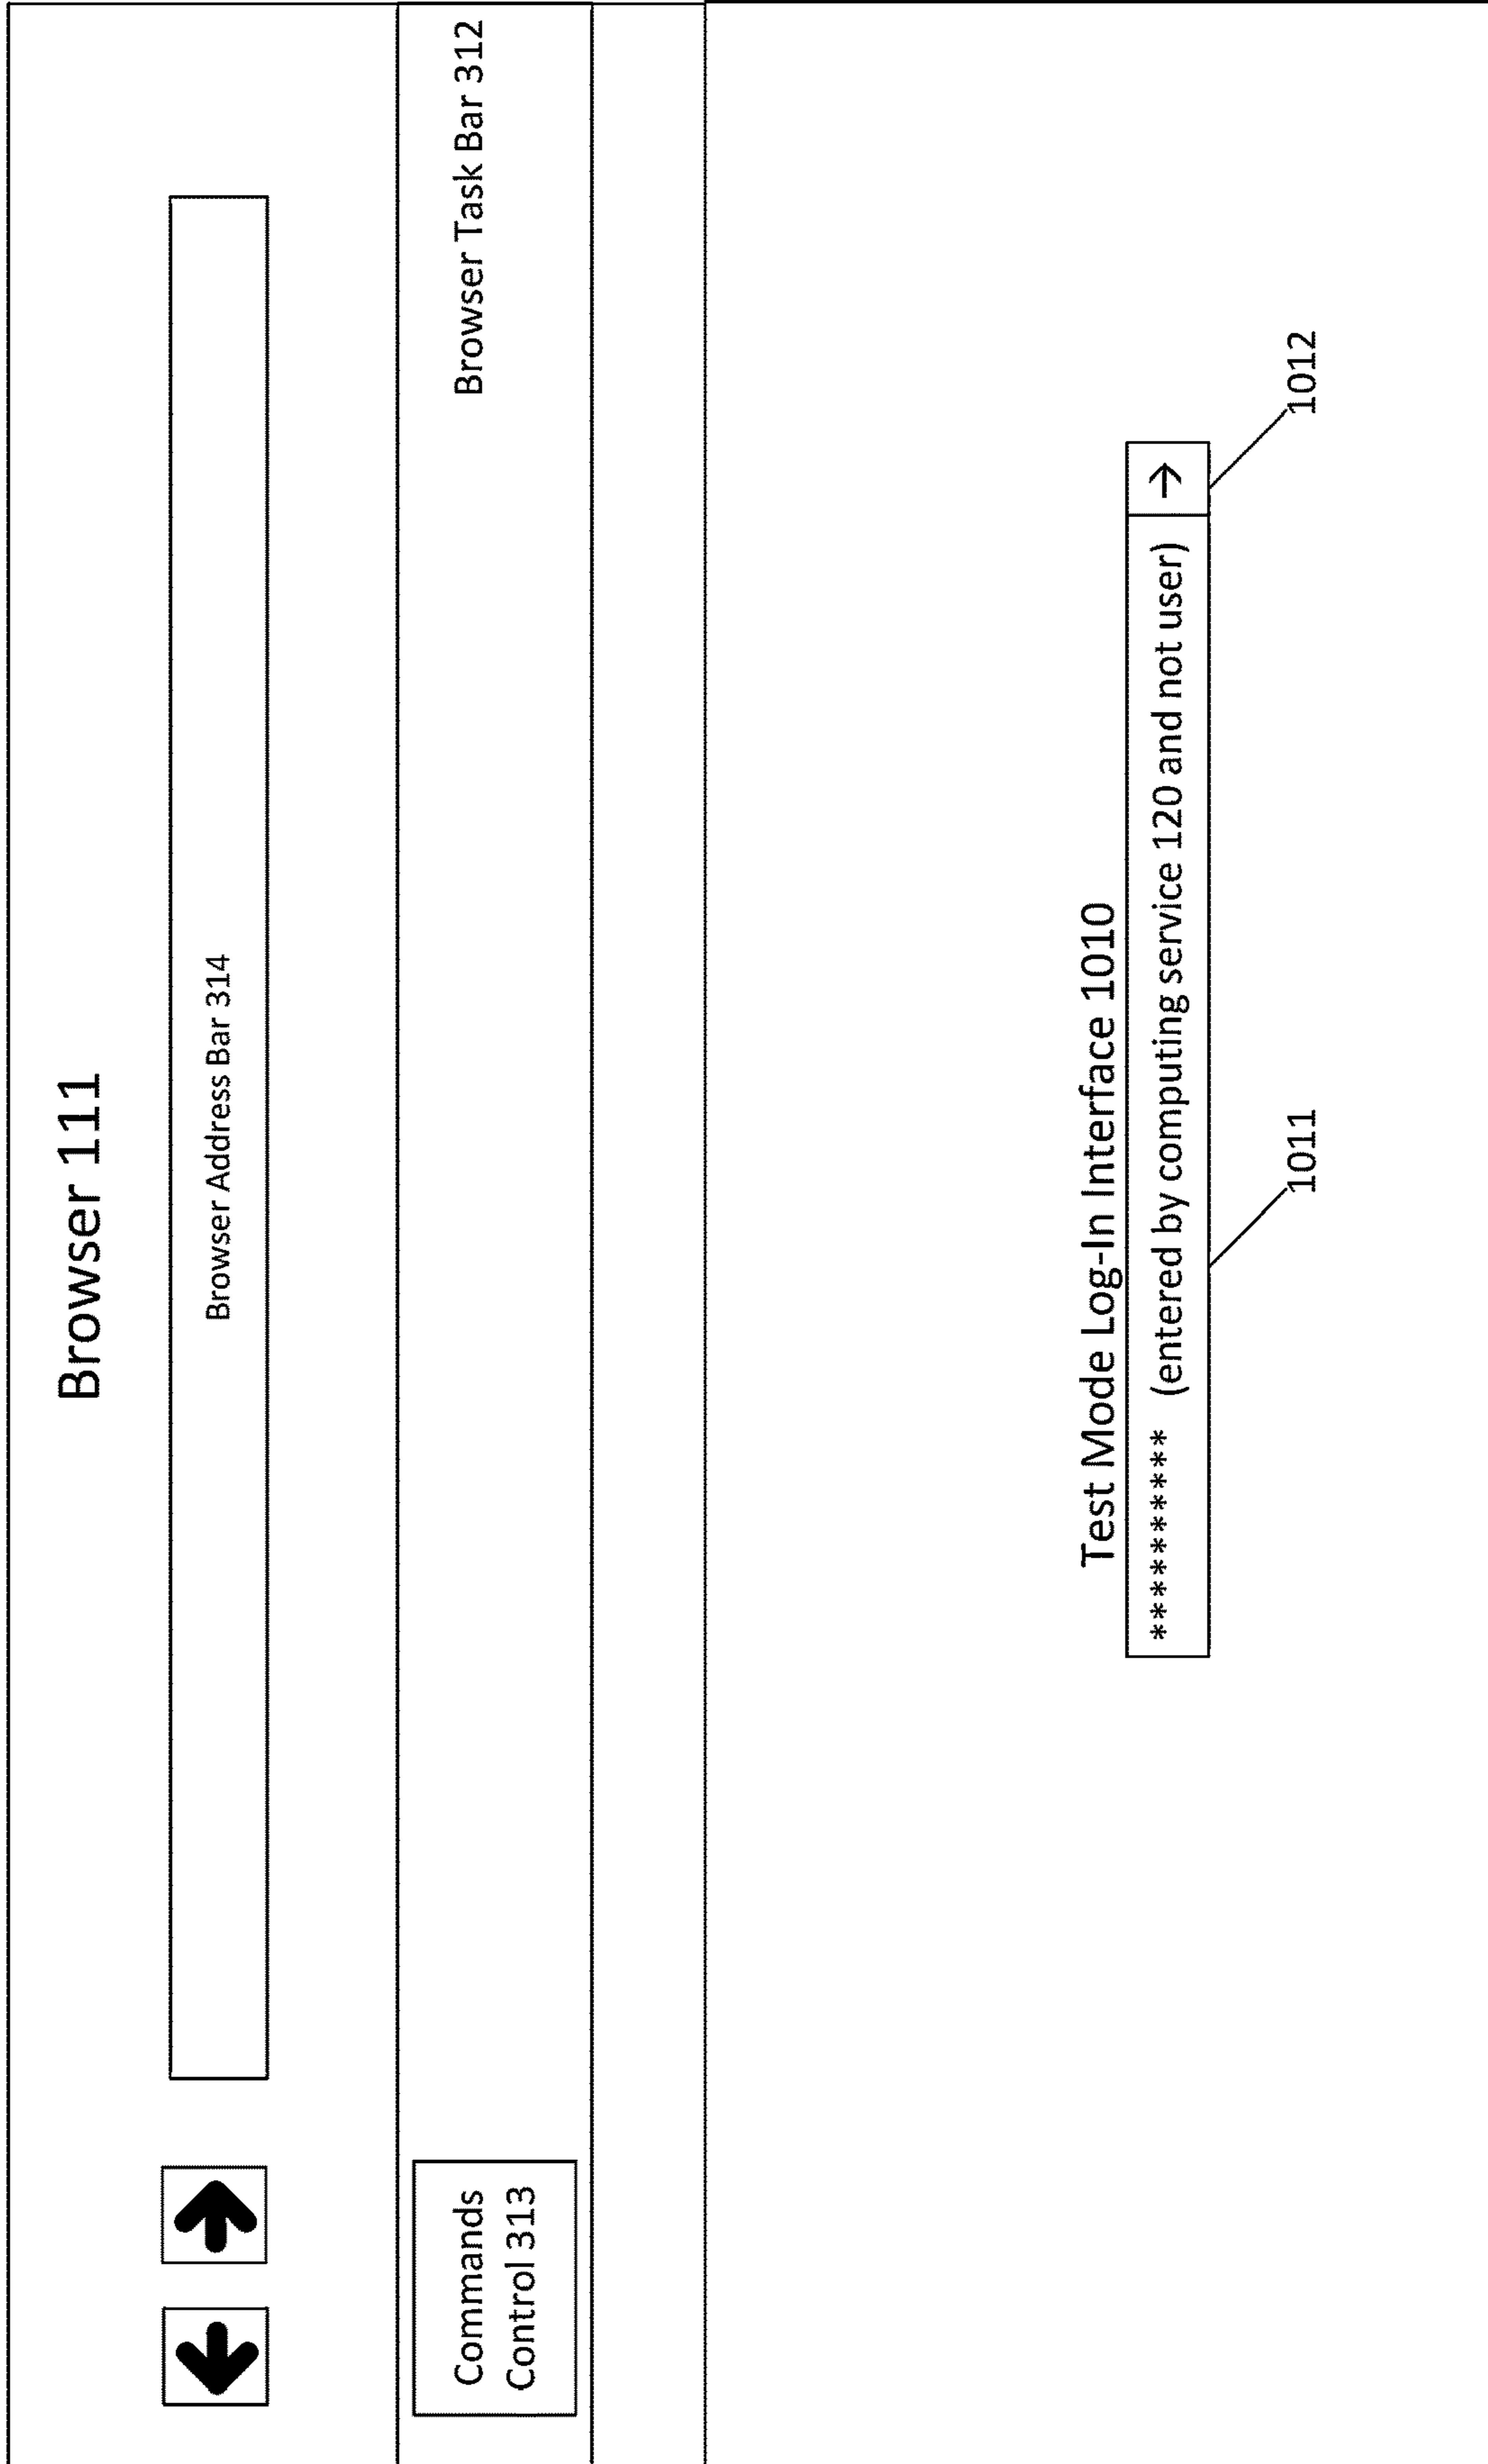 Browser 111
Browser Address Bar 314
Commands
Control 313
Browser Task Bar 312
Test Mode Log-In Interface 1010
********** (entered by computing service 120 and not user) →
1011
1012